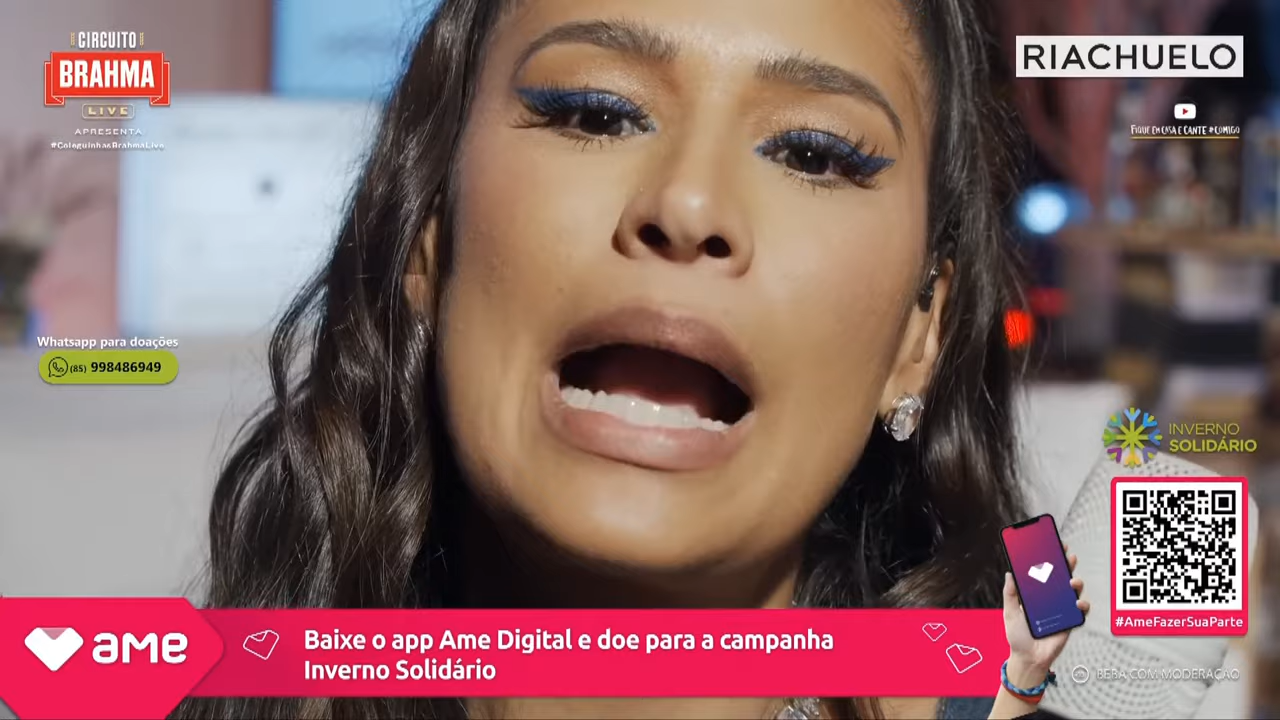 CIRCUITO
BRAHMA
LIVE
APRESENTA
#ColeguinhasBrahmaLive
RIACHUELO
FIQUE EM CASA E CANTE #COMIGO
Whatsapp para doações
(85) 998486949
INVERNO
SOLIDÁRIO
#AmeFazerSuaParte
ame
Baixe o app Ame Digital e doe para a campanha
Inverno Solidário
BEBA COM MODERAÇÃO